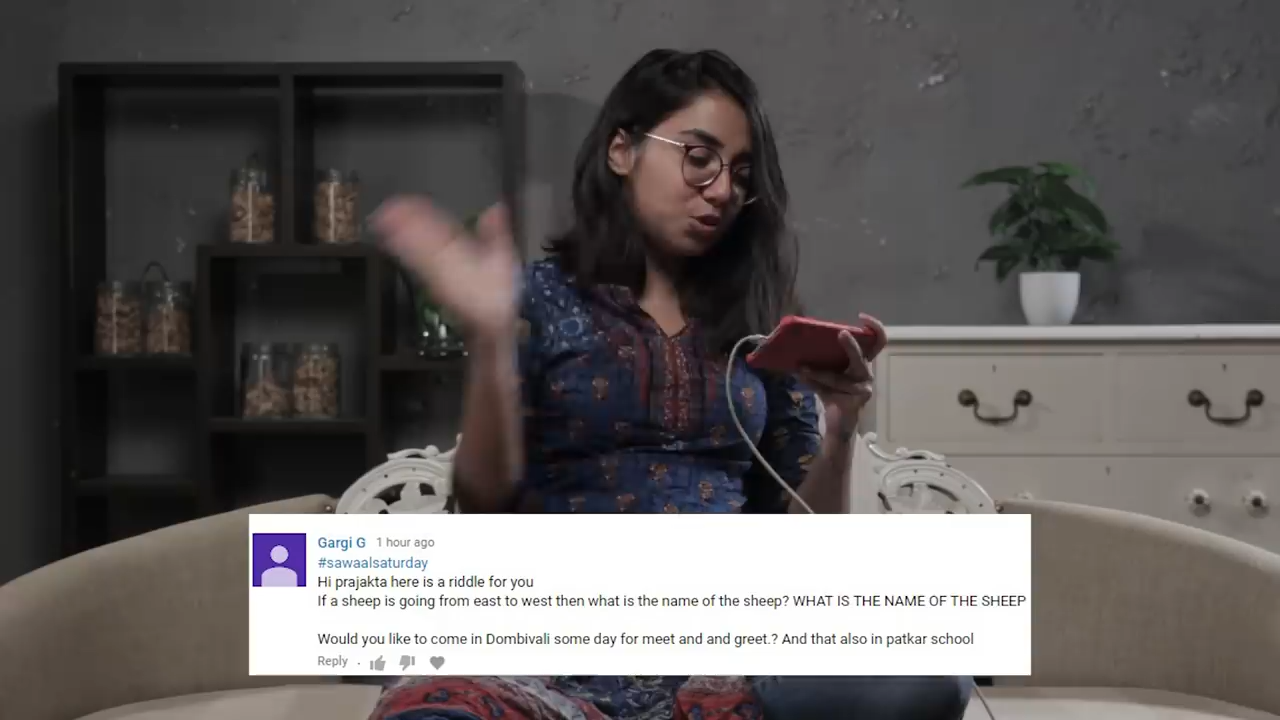 Gargi G 1 hour ago
#sawaalsaturday
Hi prajakta here is a riddle for you
If a sheep is going from east to west then what is the name of the sheep? WHAT IS THE NAME OF THE SHEEP
Would you like to come in Dombivali some day for meet and and greet.? And that also in patkar school
Reply .